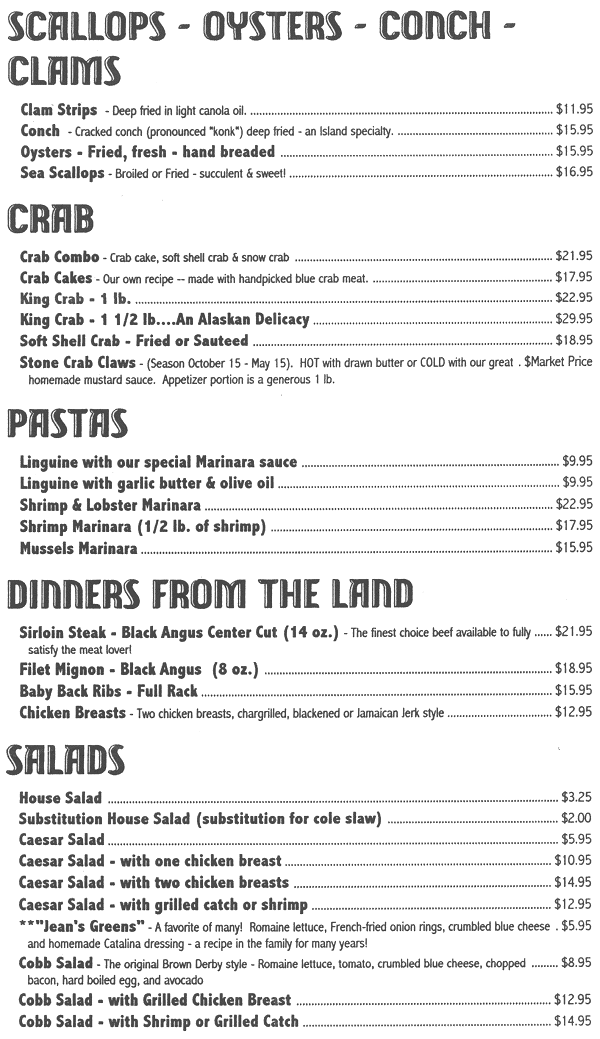 SCALLOPS - OYSTERS - CONCH -
CLAMS
Clam Strips - Deep fried in light canola oil. ........ $11.95
Conch - Cracked conch (pronounced "konk") deep fried - an Island specialty. ........ $15.95
Oysters - Fried, fresh - hand breaded ........ $15.95
Sea Scallops - Broiled or Fried - succulent & sweet! ........ $16.95
CRAB
Crab Combo - Crab cake, soft shell crab & snow crab ........ $21.95
Crab Cakes - Our own recipe -- made with handpicked blue crab meat. ........ $17.95
King Crab - 1 lb. ........ $22.95
King Crab - 1 1/2 lb....An Alaskan Delicacy ........ $29.95
Soft Shell Crab - Fried or Sauteed ........ $18.95
Stone Crab Claws - (Season October 15 - May 15). HOT with drawn butter or COLD with our great . $Market Price
homemade mustard sauce. Appetizer portion is a generous 1 lb.
PASTAS
Linguine with our special Marinara sauce ........ $9.95
Linguine with garlic butter & olive oil ........ $9.95
Shrimp & Lobster Marinara ........ $22.95
Shrimp Marinara (1/2 lb. of shrimp) ........ $17.95
Mussels Marinara ........ $15.95
DINNERS FROM THE LAND
Sirloin Steak - Black Angus Center Cut (14 oz.) - The finest choice beef available to fully ...... $21.95
satisfy the meat lover!
Filet Mignon - Black Angus (8 oz.) ........ $18.95
Baby Back Ribs - Full Rack ........ $15.95
Chicken Breasts - Two chicken breasts, chargrilled, blackened or Jamaican Jerk style ........ $12.95
SALADS
House Salad ........ $3.25
Substitution House Salad (substitution for cole slaw) ........ $2.00
Caesar Salad ........ $5.95
Caesar Salad - with one chicken breast ........ $10.95
Caesar Salad - with two chicken breasts ........ $14.95
Caesar Salad - with grilled catch or shrimp ........ $12.95
**"Jean's Greens" - A favorite of many! Romaine lettuce, French-fried onion rings, crumbled blue cheese . $5.95
and homemade Catalina dressing - a recipe in the family for many years!
Cobb Salad - The original Brown Derby style - Romaine lettuce, tomato, crumbled blue cheese, chopped ........ $8.95
bacon, hard boiled egg, and avocado
Cobb Salad - with Grilled Chicken Breast ........ $12.95
Cobb Salad - with Shrimp or Grilled Catch ........ $14.95